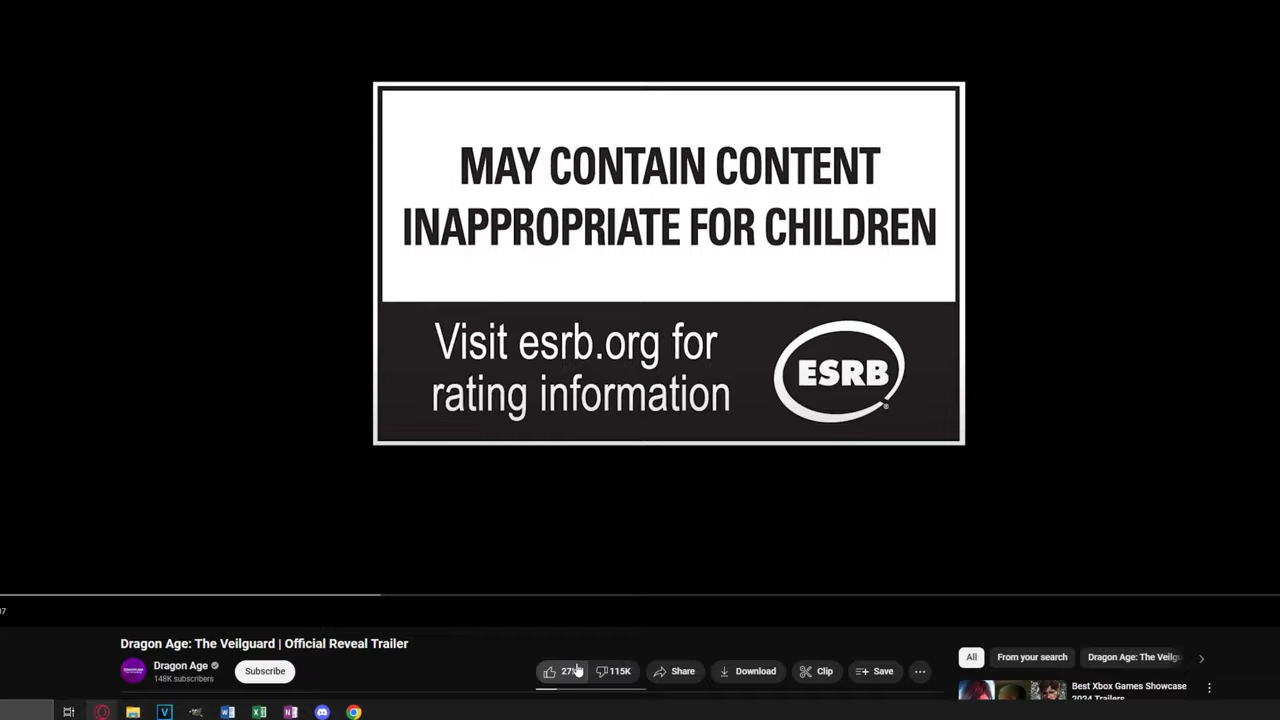 MAY CONTAIN CONTENT
INAPPROPRIATE FOR CHILDREN
Visit esrb.org for
rating information
ESRB
Dragon Age: The Veilguard | Official Reveal Trailer
Dragon Age
148K subscribers
Subscribe
115K
Share
Download
Clip
Save
All
From your search
Dragon Age: The
Best Xbox Games Showcase
2024 Trailers